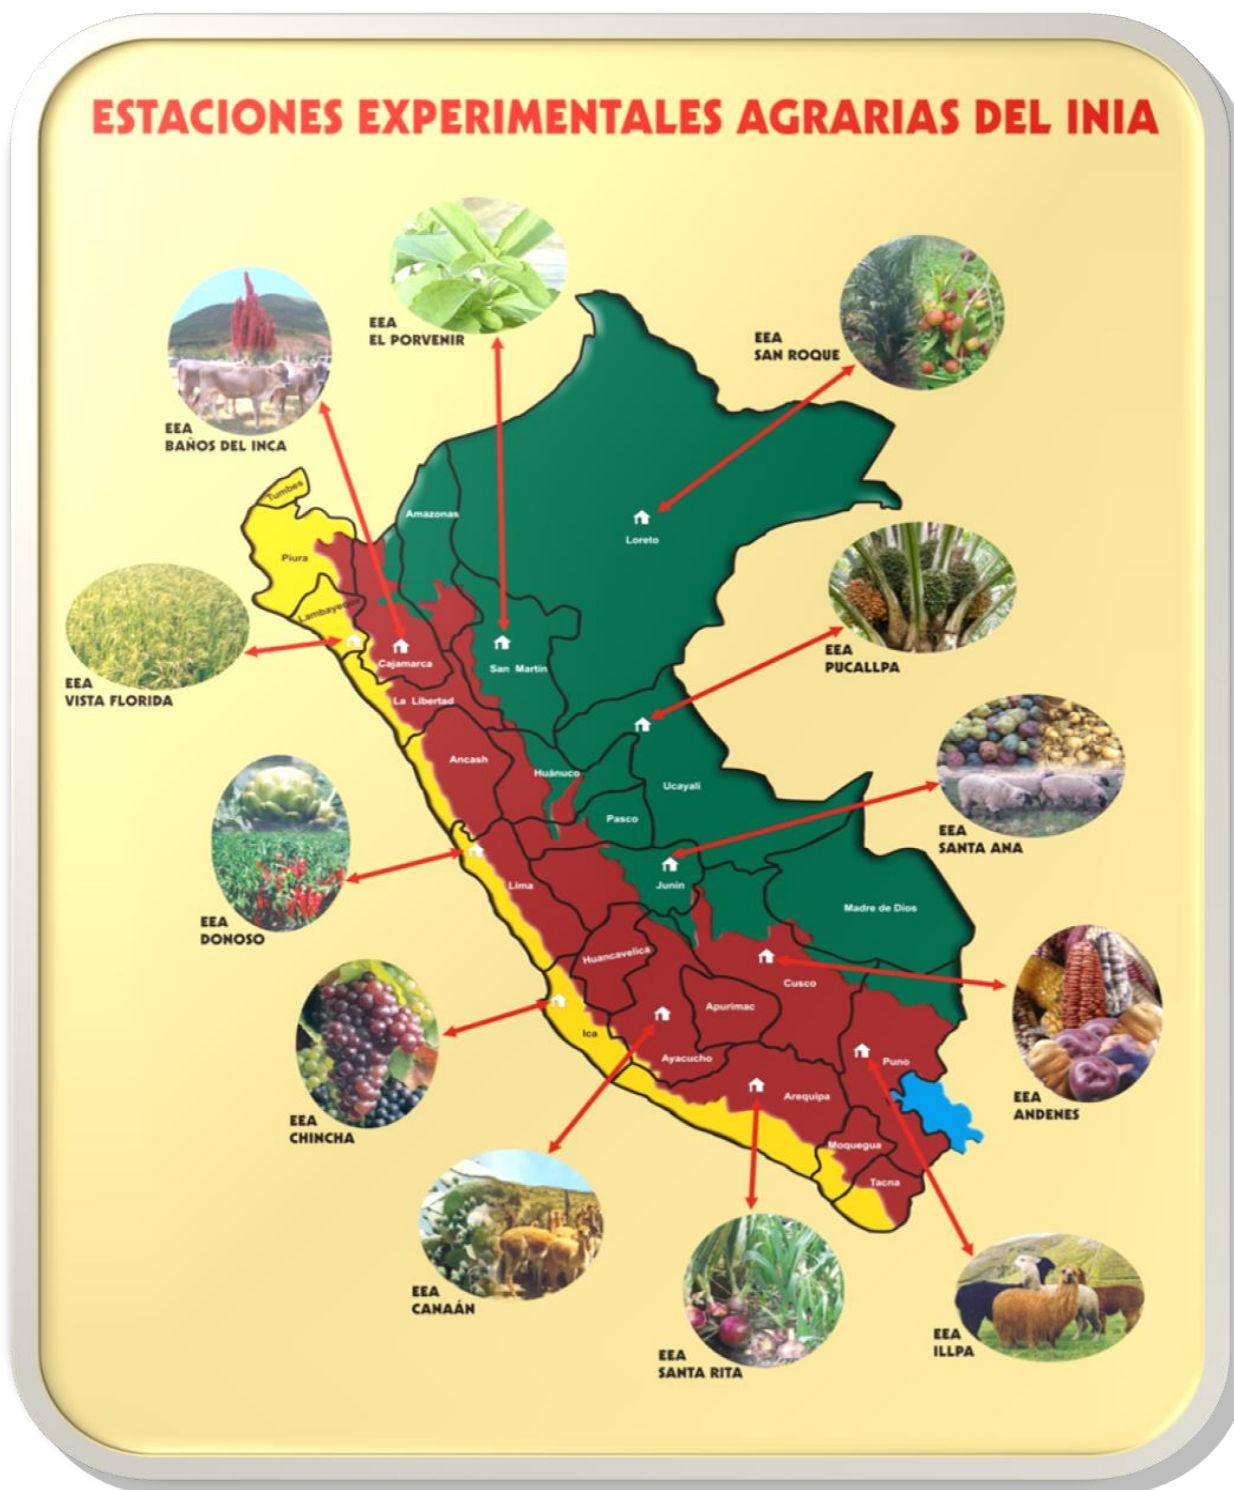 ESTACIONES EXPERIMENTALES AGRARIAS DEL INIA
EEA
EL PORVENIR
EEA
SAN ROQUE
EEA
BAÑOS DEL INCA
Tumbes
Amazonas
Loreto
Piura
Lambayeque
EEA
VISTA FLORIDA
Cajamarca
San Martín
EEA
PUCALLPA
La Libertad
Ancash
Huánuco
Ucayali
Pasco
EEA
SANTA ANA
Lima
Junin
Madre de Dios
EEA
DONOSO
Huancavelica
Cusco
Apurimac
Ica
Ayacucho
Puno
Arequipa
EEA
ANDENES
EEA
CHINCHA
Moquegua
Tacna
EEA
CANAÁN
EEA
SANTA RITA
EEA
ILLPA